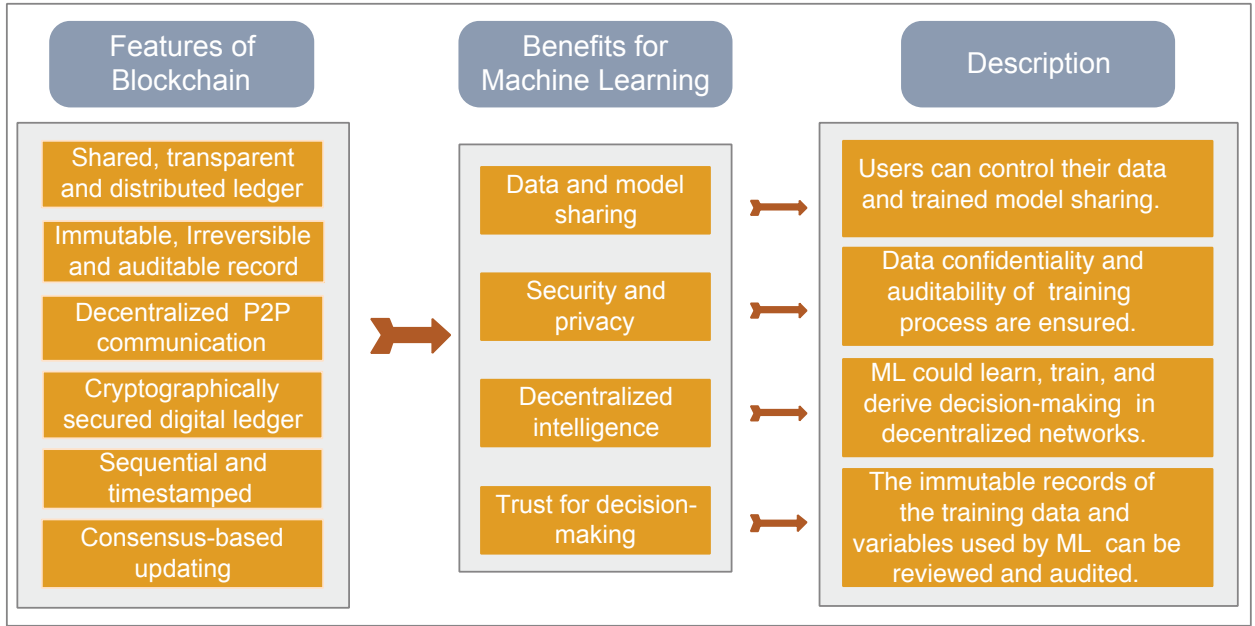 Features of
Blockchain
Shared, transparent
and distributed ledger
Immutable, Irreversible
and auditable record
Decentralized P2P
communication
Cryptographically
secured digital ledger
Sequential and
timestamped
Consensus-based
updating
Benefits for
Machine Learning
Data and model
sharing
Security and
privacy
Decentralized
intelligence
Trust for decision-
making
Description
Users can control their data
and trained model sharing.
Data confidentiality and
auditability of training
process are ensured.
ML could learn, train, and
derive decision-making in
decentralized networks.
The immutable records of
the training data and
variables used by ML can be
reviewed and audited.